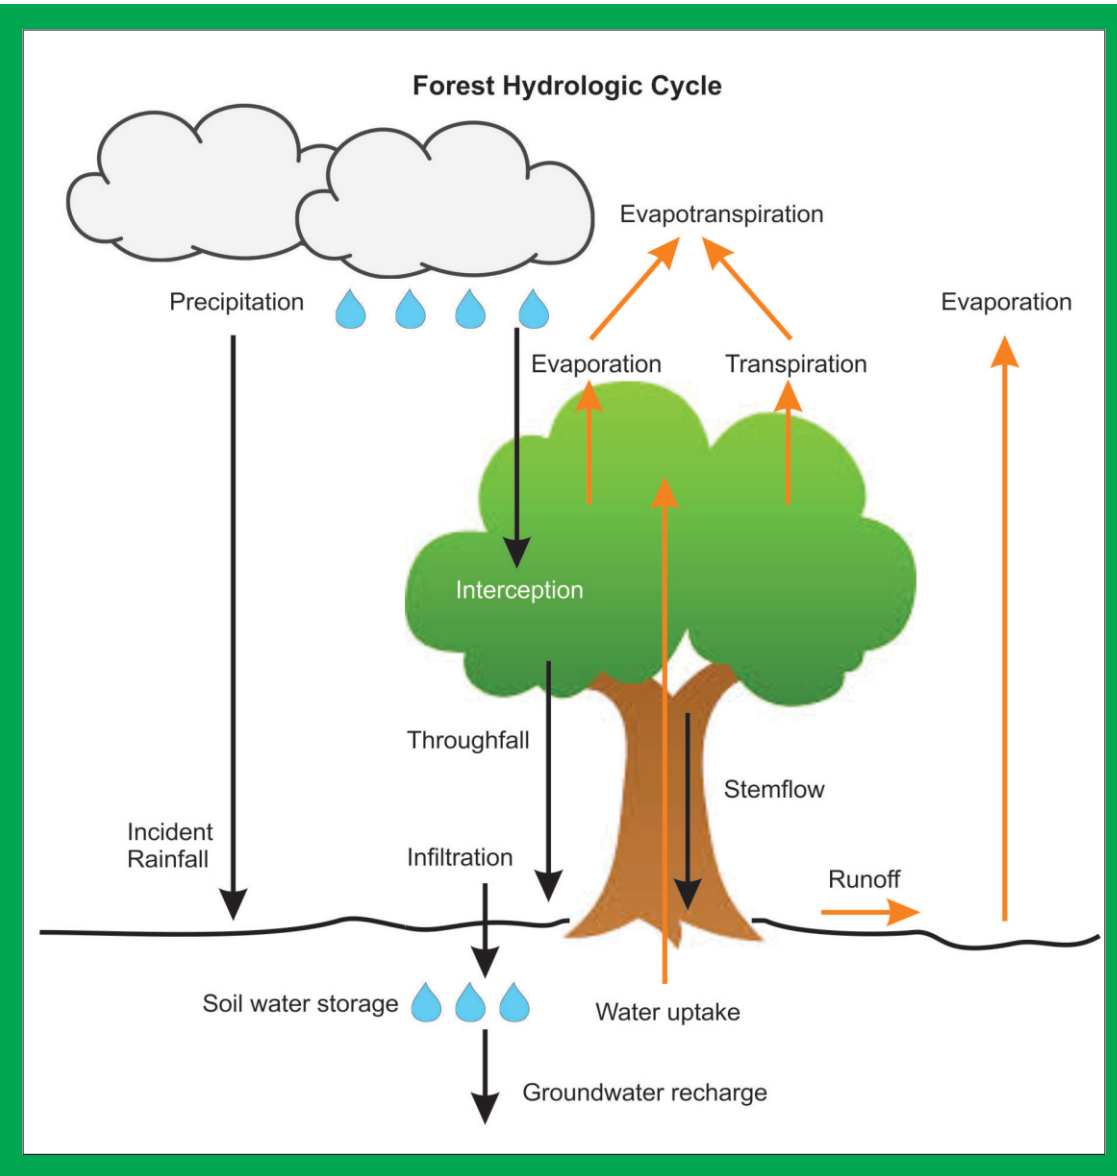 Forest Hydrologic Cycle
Evapotranspiration
Precipitation
Evaporation
Evaporation
Transpiration
Interception
Throughfall
Stemflow
Incident
Rainfall
Infiltration
Runoff
Soil water storage
Water uptake
Groundwater recharge